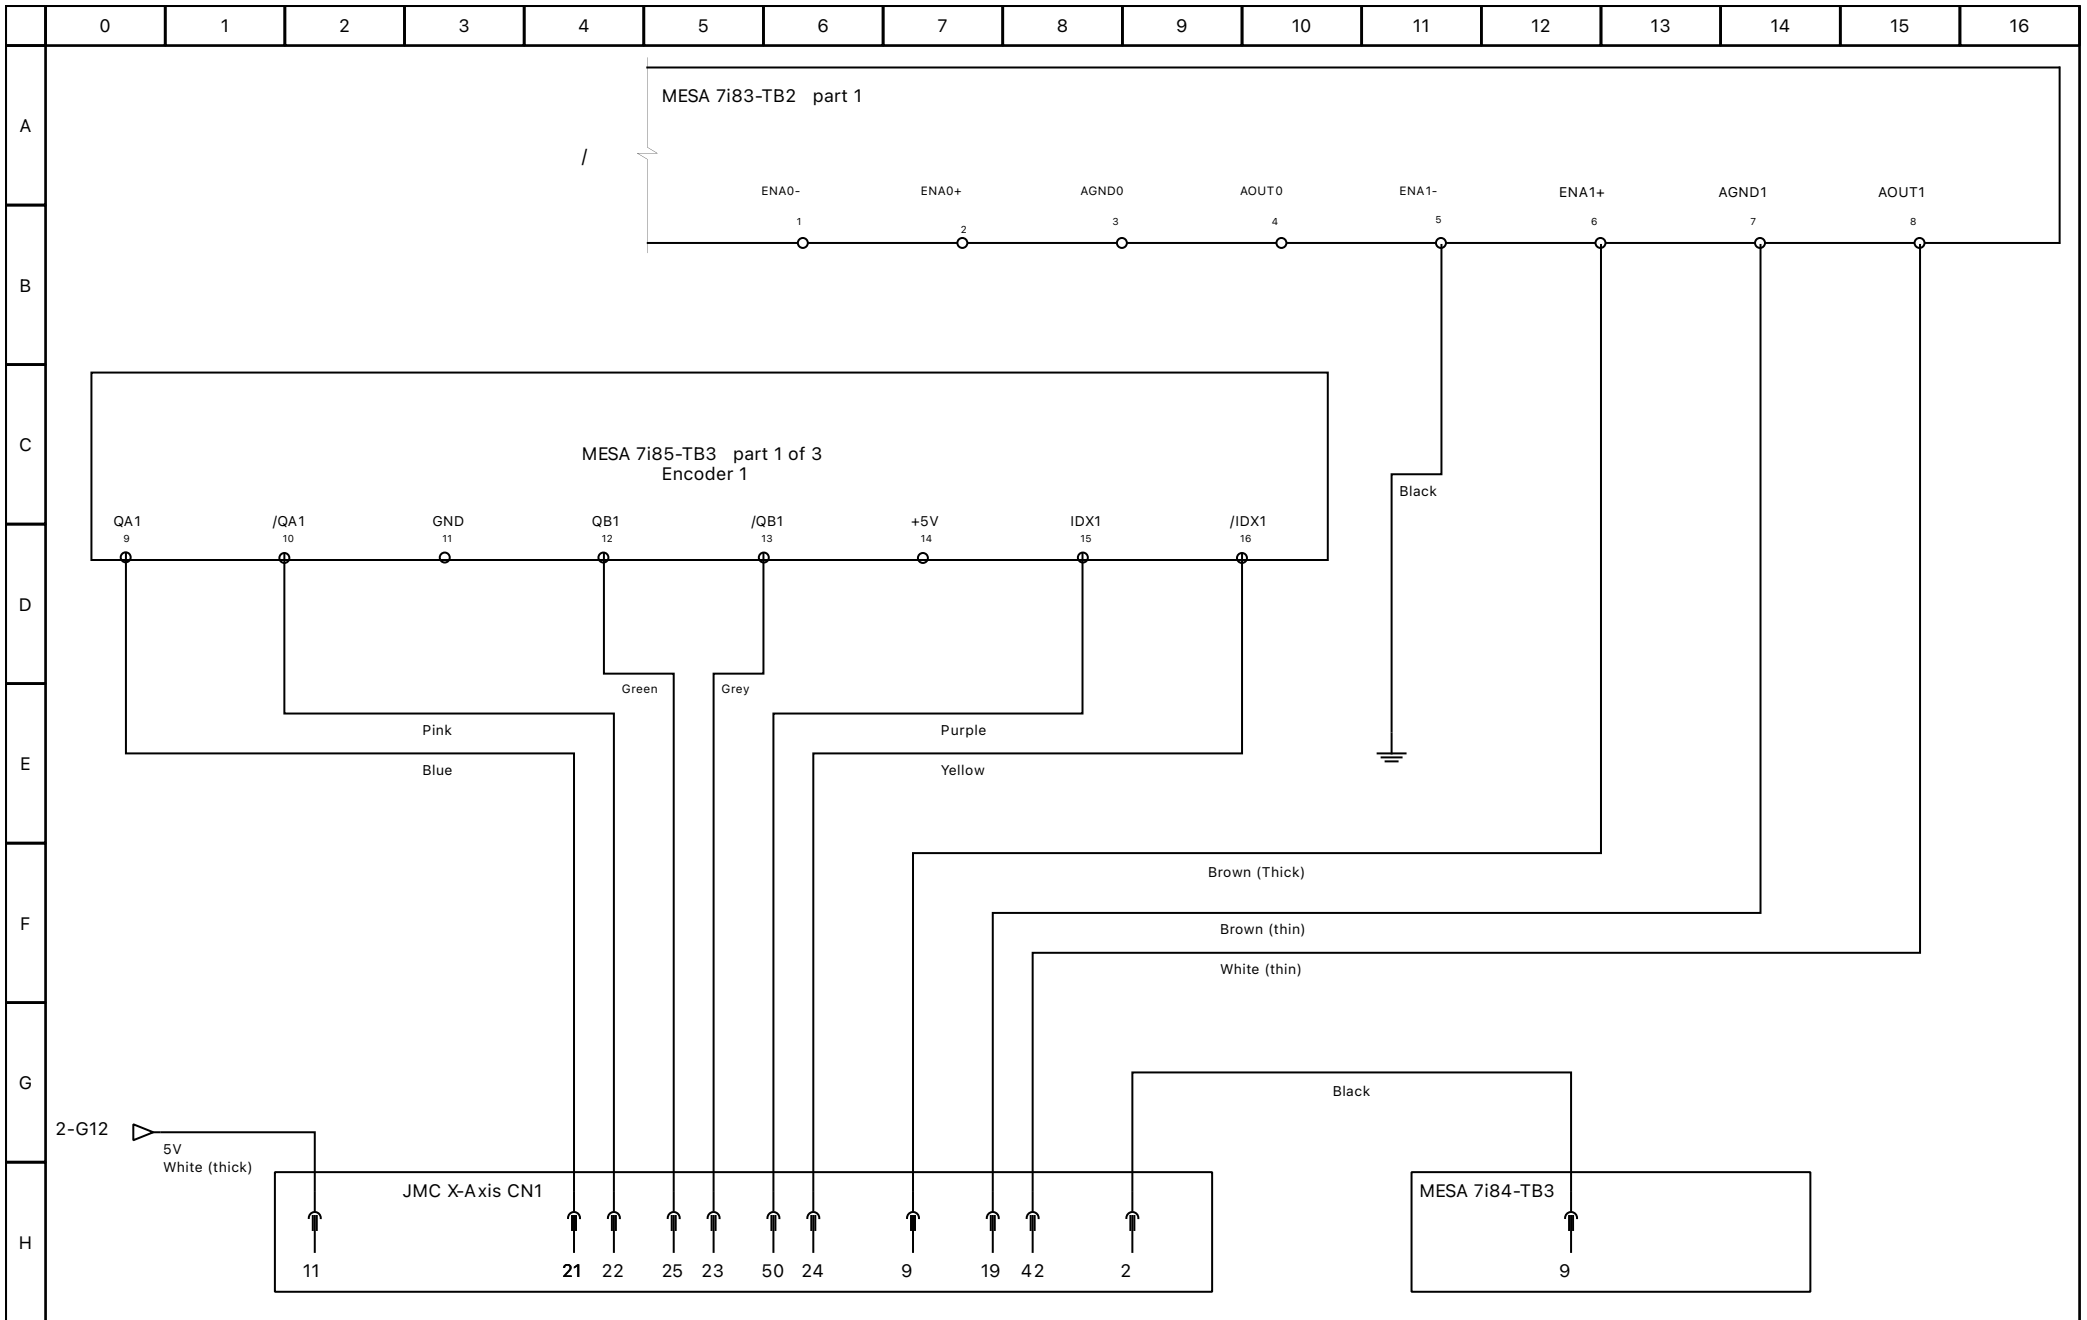 0 1 2 3 4 5 6 7 8 9 10 11 12 13 14 15 16
A
MESA 7i83-TB2 part 1
/
ENA0- ENA0+ AGND0 AOUT0 ENA1- ENA1+ AGND1 AOUT1
1 2 3 4 5 6 7 8
B
C
MESA 7i85-TB3 part 1 of 3
Encoder 1
Black
QA1 /QA1 GND QB1 /QB1 +5V IDX1 /IDX1
9 10 11 12 13 14 15 16
D
Green Grey
Pink Purple
E
Blue Yellow
Brown (Thick)
F
Brown (thin)
White (thin)
G
Black
2-G12
5V
White (thick)
JMC X-Axis CN1 MESA 7i84-TB3
H
11 21 22 25 23 50 24 9 19 42 2 9